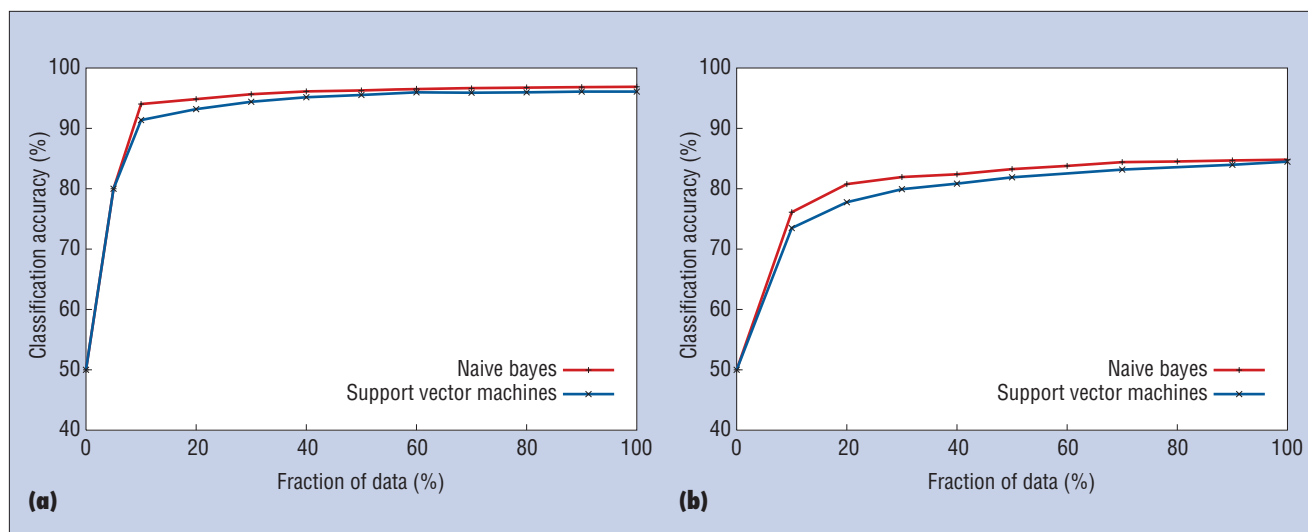 100
90
80
70
60
50
40
Classification accuracy (%)
Naive bayes
Support vector machines
0 20 40 60 80 100
Fraction of data (%)
(a)
100
90
80
70
60
50
40
Classification accuracy (%)
Naive bayes
Support vector machines
0 20 40 60 80 100
Fraction of data (%)
(b)